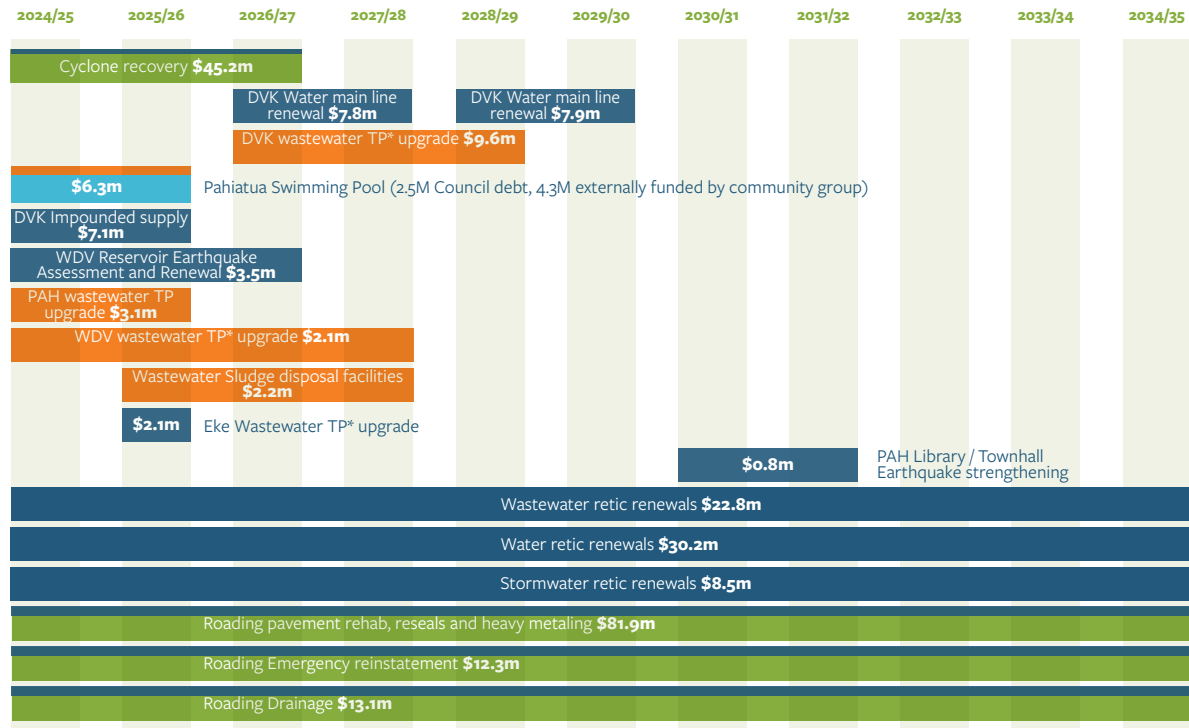 2024/25 2025/26 2026/27 2027/28 2028/29 2029/30 2030/31 2031/32 2032/33 2033/34 2034/35
Cyclone recovery $45.2m
DVK Water main line
renewal $7.8m
DVK Water main line
renewal $7.9m
DVK wastewater TP* upgrade $9.6m
$6.3m
Pahiatua Swimming Pool (2.5M Council debt, 4.3M externally funded by community group)
DVK Impounded supply
$7.1m
WDV Reservoir Earthquake
Assessment and Renewal $3.5m
PAH wastewater TP
upgrade $3.1m
WDV wastewater TP* upgrade $2.1m
Wastewater Sludge disposal facilities
$2.2m
$2.1m
Eke Wastewater TP* upgrade
$0.8m
PAH Library / Townhall
Earthquake strengthening
Wastewater retic renewals $22.8m
Water retic renewals $30.2m
Stormwater retic renewals $8.5m
Roading pavement rehab, reseals and heavy metaling $81.9m
Roading Emergency reinstatement $12.3m
Roading Drainage $13.1m